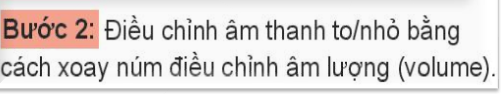 Bước 2: Điều chỉnh âm thanh to/nhỏ bằng
cách xoay núm điều chỉnh âm lượng (volume).